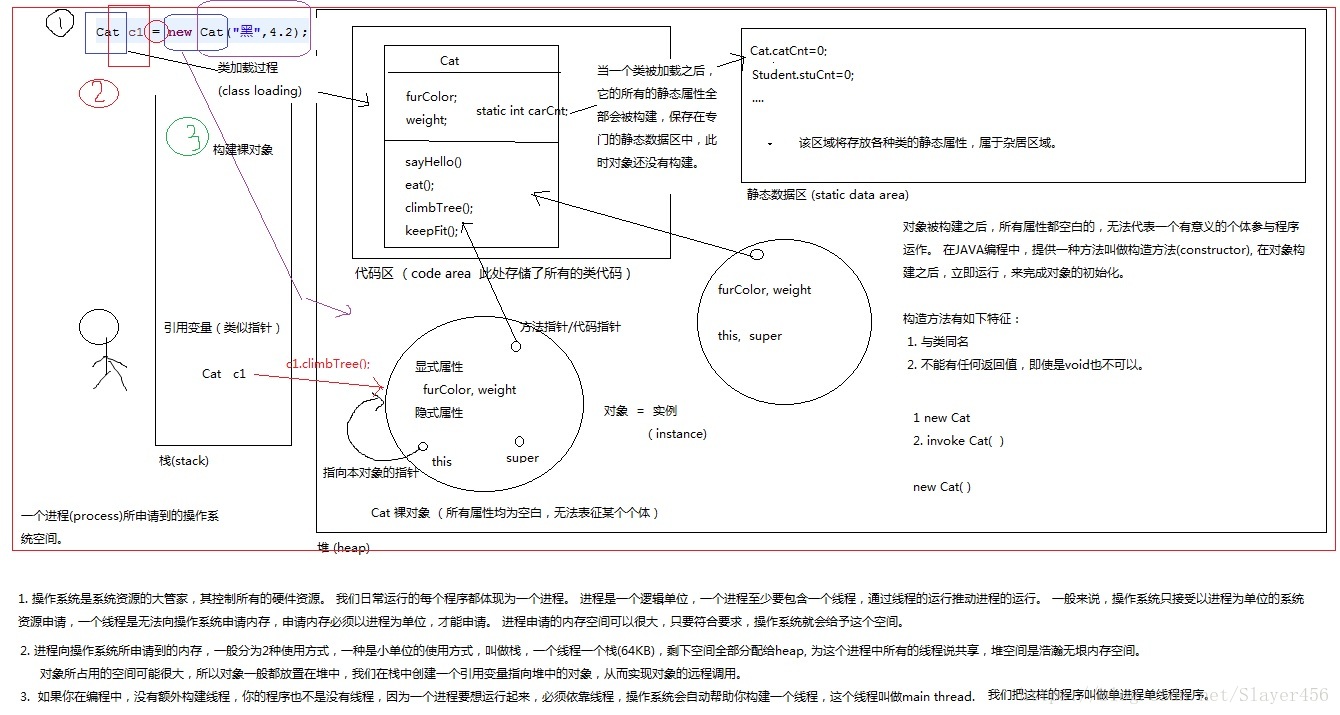 1
Cat c1 = new Cat("黑",4.2);
类加载过程
(class loading)
2
3
构建裸对象
引用变量（类似指针）
Cat c1
栈(stack)
一个进程(process)所申请到的操作系
统空间。
Cat
furColor;
weight;
static int carCnt;
sayHello()
eat();
climbTree();
keepFit();
代码区（code area 此处存储了所有的类代码）
当一个类被加载之后，
它的所有的静态属性全
部会被构建，保存在专
门的静态数据区中，此
时对象还没有构建。
Cat.catCnt=0;
Student.stuCnt=0;
....
该区域将存放各种类的静态属性，属于杂居区域。
静态数据区 (static data area)
c1.climbTree();
方法指针/代码指针
显式属性
furColor, weight
隐式属性
this
super
指向本对象的指针
对象 = 实例
（instance)
Cat 裸对象（所有属性均为空白，无法表征某个个体）
furColor, weight
this, super
对象被构建之后，所有属性都空白的，无法代表一个有意义的个体参与程序
运作。 在JAVA编程中，提供一种方法叫做构造方法(constructor), 在对象构
建之后，立即运行，来完成对象的初始化。
构造方法有如下特征：
1. 与类同名
2. 不能有任何返回值，即使是void也不可以。
1 new Cat
2. invoke Cat( )
new Cat( )
堆 (heap)
1. 操作系统是系统资源的大管家，其控制所有的硬件资源。 我们日常运行的每个程序都体现为一个进程。 进程是一个逻辑单位，一个进程至少要包含一个线程，通过线程的运行推动进程的运行。 一般来说，操作系统只接受以进程为单位的系统
资源申请，一个线程是无法向操作系统申请内存，申请内存必须以进程为单位，才能申请。 进程申请的内存空间可以很大，只要符合要求，操作系统就会给予这个空间。
2. 进程向操作系统所申请到的内存，一般分为2种使用方式，一种是小单位的使用方式，叫做栈，一个线程一个栈(64KB)，剩下空间全部分配给heap, 为这个进程中所有的线程说共享，堆空间是浩瀚无垠内存空间。
对象所占用的空间可能很大，所以对象一般都放置在堆中，我们在栈中创建一个引用变量指向堆中的对象，从而实现对象的远程调用。
3. 如果你在编程中，没有额外构建线程，你的程序也不是没有线程，因为一个进程要想运行起来，必须依靠线程，操作系统会自动帮助你构建一个线程，这个线程叫做main thread. 我们把这样的程序叫做单进程单线程程序。
net/Slayer456